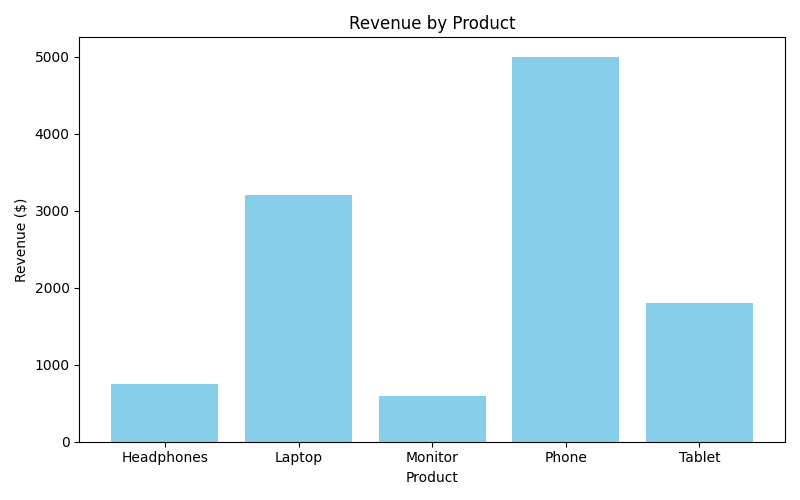 Revenue by Product
Revenue ($)
5000
4000
3000
2000
1000
0
Headphones Laptop Monitor Phone Tablet
Product